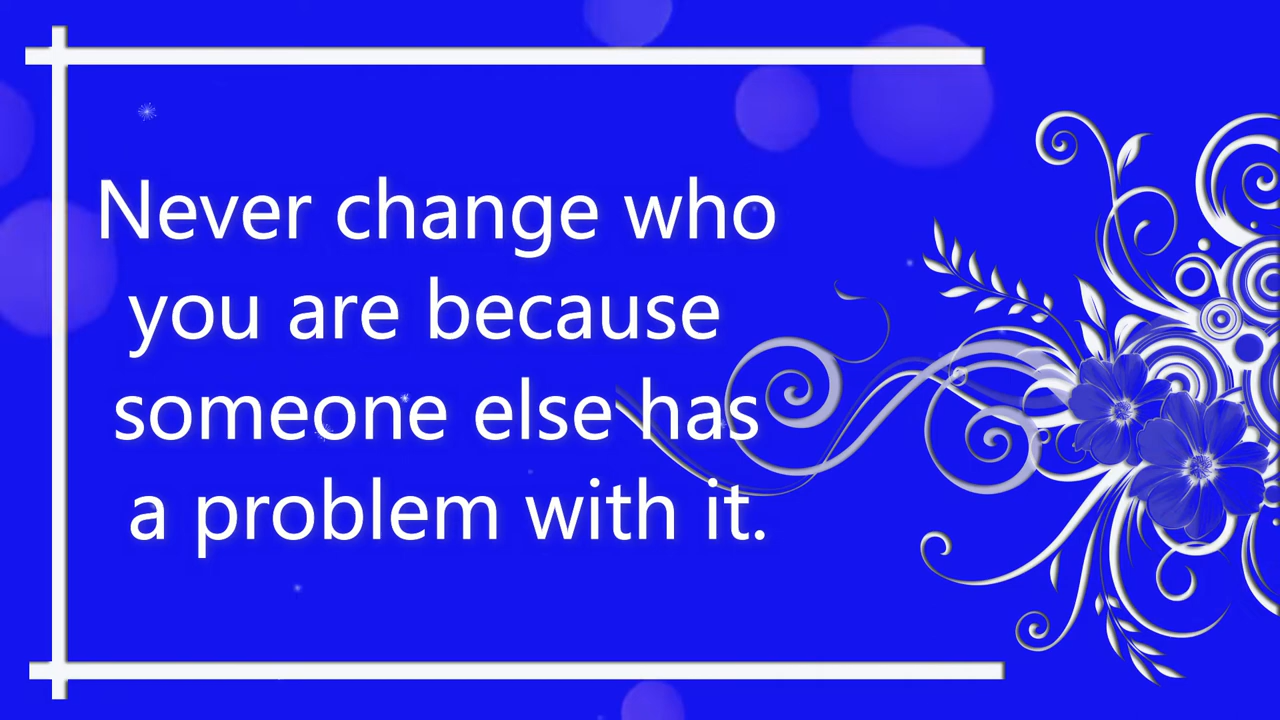 Never change who
you are because
someone else has
a problem with it.